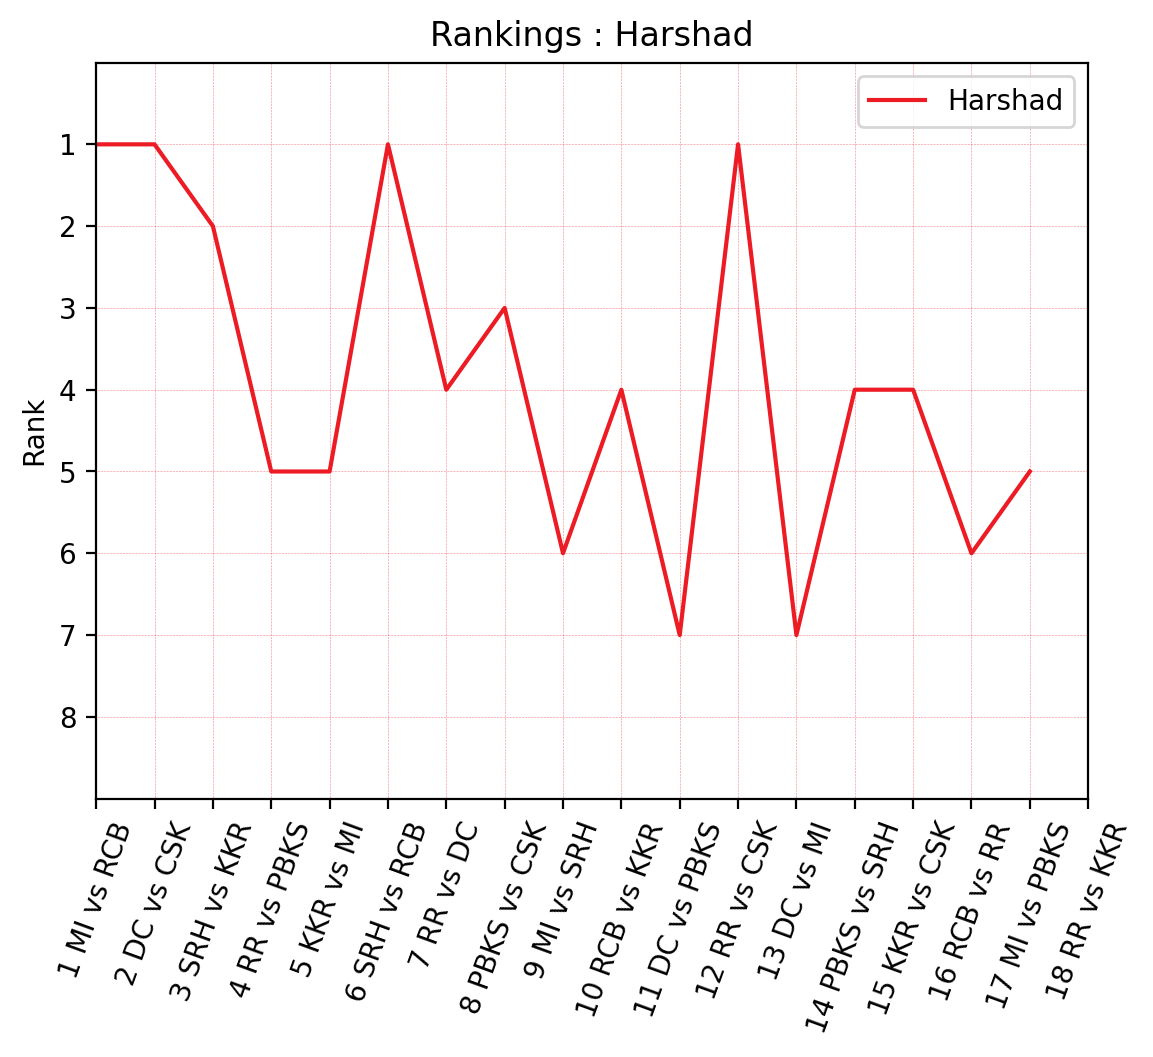 Rankings : Harshad
Harshad
Rank
1
2
3
4
5
6
7
8
1 MI vs RCB
2 DC vs CSK
3 SRH vs KKR
4 RR vs PBKS
5 KKR vs MI
6 SRH vs RCB
7 RR vs DC
8 PBKS vs CSK
9 MI vs SRH
10 RCB vs KKR
11 DC vs PBKS
12 RR vs CSK
13 DC vs MI
14 PBKS vs SRH
15 KKR vs CSK
16 RCB vs RR
17 MI vs PBKS
18 RR vs KKR